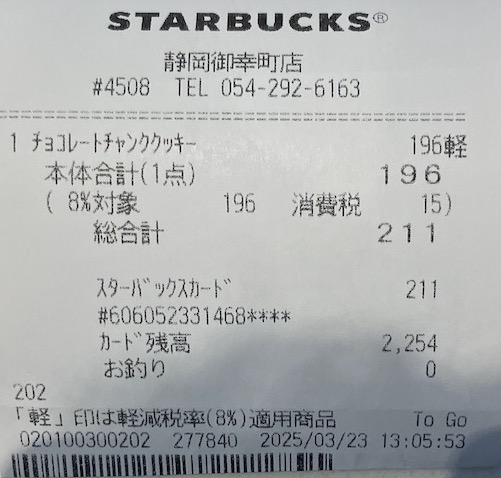 STARBUCKS®
静岡御幸町店
#4508 TEL 054-292-6163
1 ﾁｮｺﾚｰﾄﾁｬﾝｸｸｯｷｰ 196軽
本体合計(1点) 196
( 8%対象 196 消費税 15)
総合計 211
ｽﾀｰﾊﾞｯｸｽｶｰﾄﾞ 211
#606052331468****
ｶｰﾄﾞ残高 2,254
お釣り 0
202
「軽」印は軽減税率(8%)適用商品 To Go
020100300202 277840 2025/03/23 13:05:53